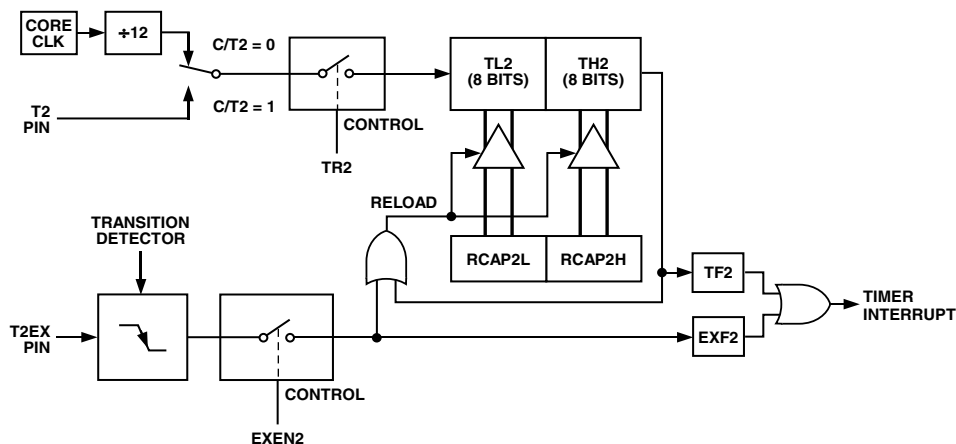 CORE
CLK
÷12
C/T2 = 0
C/T2 = 1
T2
PIN
CONTROL
TR2
TL2
(8 BITS)
TH2
(8 BITS)
RELOAD
TRANSITION
DETECTOR
RCAP2L
RCAP2H
TF2
TIMER
INTERRUPT
T2EX
PIN
EXF2
CONTROL
EXEN2